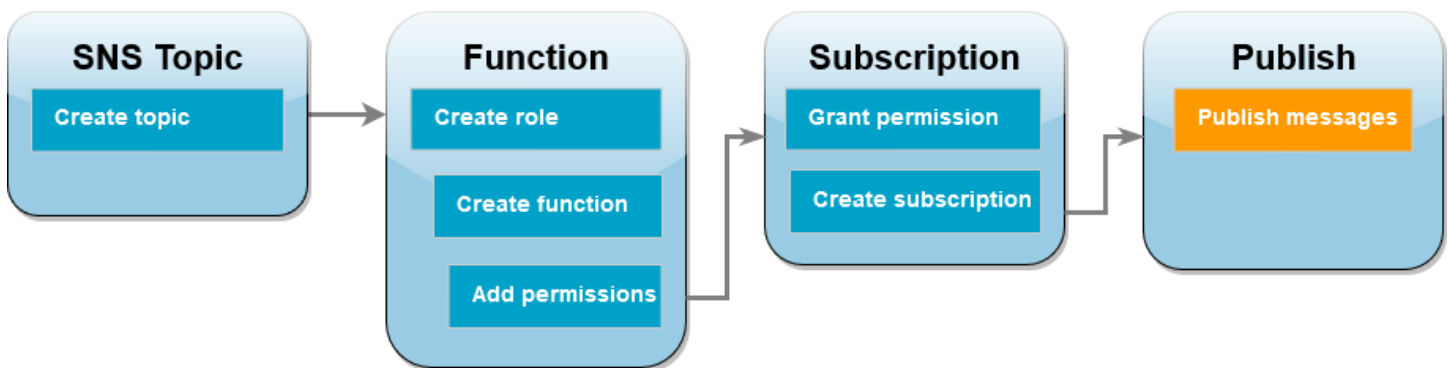 SNS Topic
Create topic
Function
Create role
Create function
Add permissions
Subscription
Grant permission
Create subscription
Publish
Publish messages